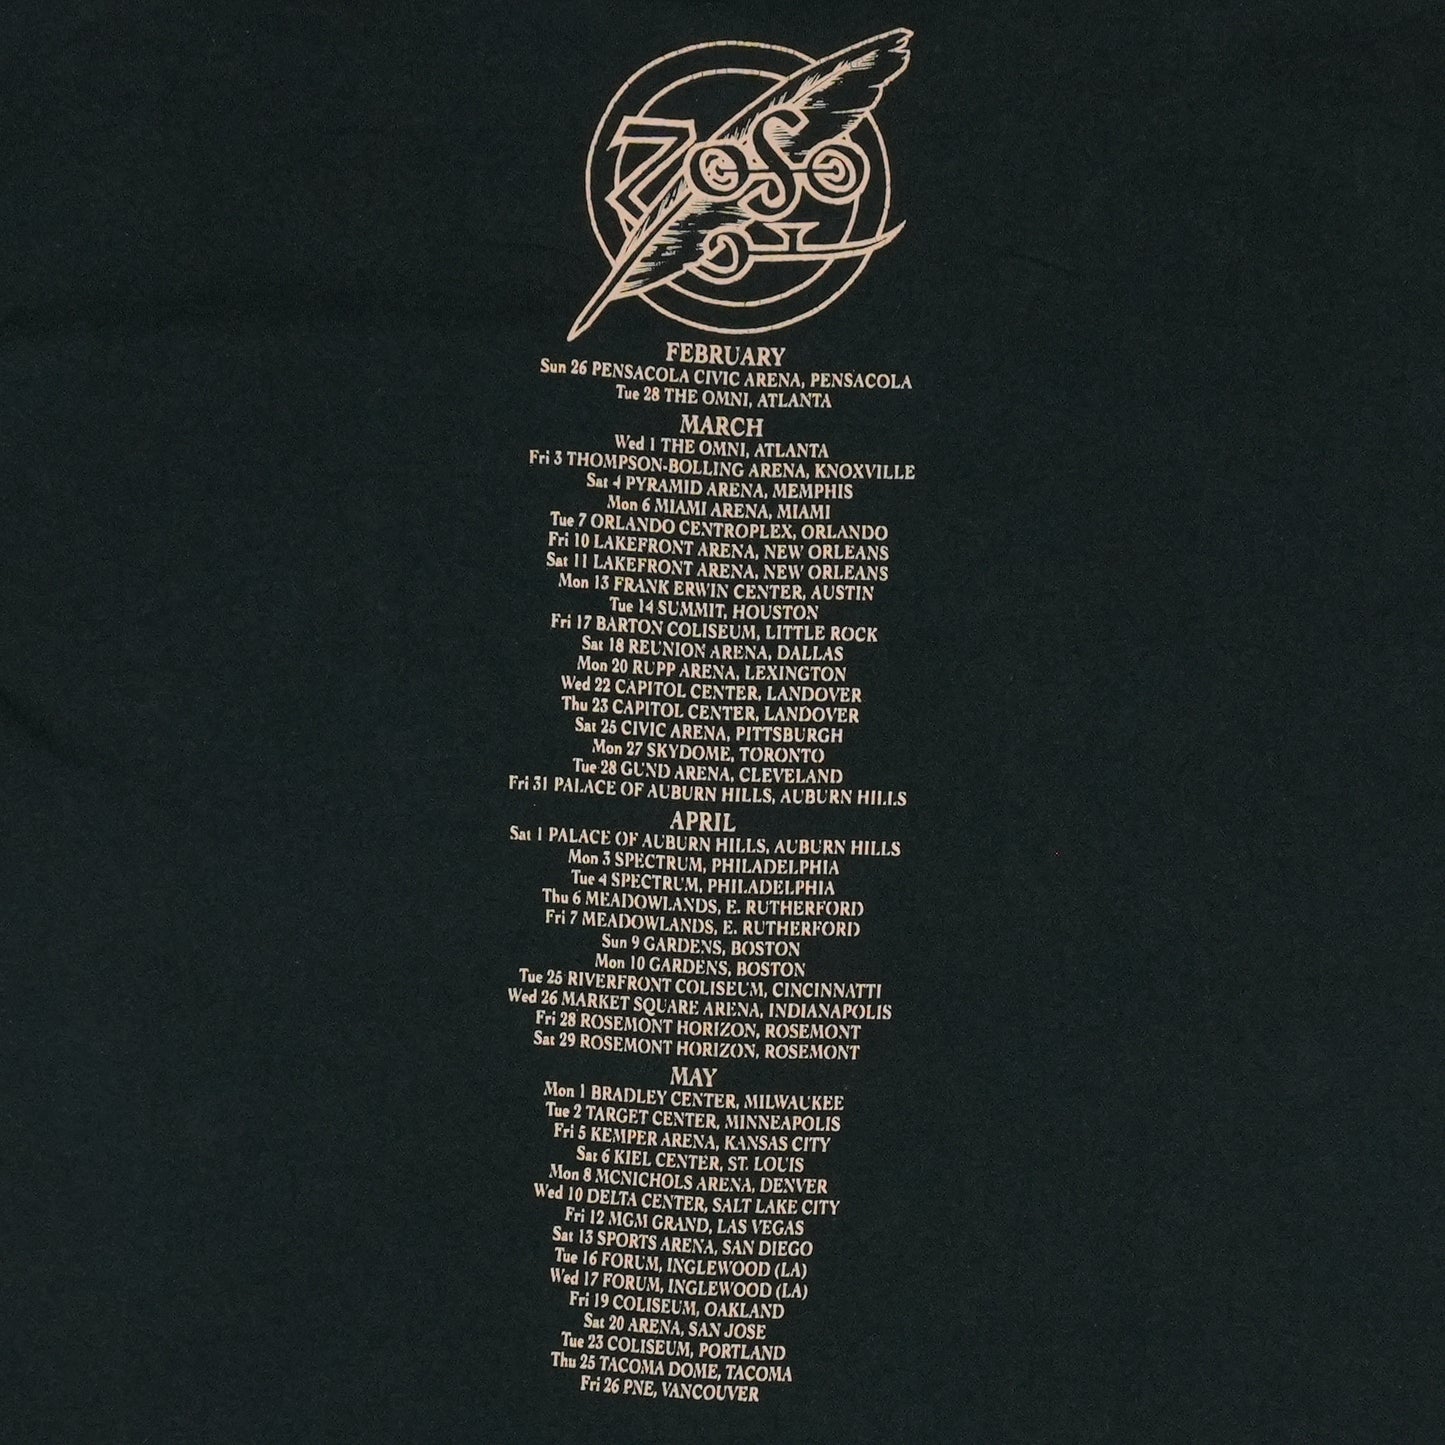 ZOSO
FEBRUARY
Sun 26 PENSACOLA CIVIC ARENA, PENSACOLA
Tue 28 THE OMNI, ATLANTA
MARCH
Wed 1 THE OMNI, ATLANTA
Fri 3 THOMPSON-BOLLING ARENA, KNOXVILLE
Sat 4 PYRAMID ARENA, MEMPHIS
Mon 6 MIAMI ARENA, MIAMI
Tue 7 ORLANDO CENTROPLEX, ORLANDO
Fri 10 LAKEFRONT ARENA, NEW ORLEANS
Sat 11 LAKEFRONT ARENA, NEW ORLEANS
Mon 13 FRANK ERWIN CENTER, AUSTIN
Tue 14 SUMMIT, HOUSTON
Fri 17 BARTON COLISEUM, LITTLE ROCK
Sat 18 REUNION ARENA, DALLAS
Mon 20 RUPP ARENA, LEXINGTON
Wed 22 CAPITOL CENTER, LANDOVER
Thu 23 CAPITOL CENTER, LANDOVER
Sat 25 CIVIC ARENA, PITTSBURGH
Mon 27 SKYDOME, TORONTO
Tue 28 GUND ARENA, CLEVELAND
Fri 31 PALACE OF AUBURN HILLS, AUBURN HILLS
APRIL
Sat 1 PALACE OF AUBURN HILLS, AUBURN HILLS
Mon 3 SPECTRUM, PHILADELPHIA
Tue 4 SPECTRUM, PHILADELPHIA
Thu 6 MEADOWLANDS, E. RUTHERFORD
Fri 7 MEADOWLANDS, E. RUTHERFORD
Sun 9 GARDENS, BOSTON
Mon 10 GARDENS, BOSTON
Tue 25 RIVERFRONT COLISEUM, CINCINNATTI
Wed 26 MARKET SQUARE ARENA, INDIANAPOLIS
Fri 28 ROSEMONT HORIZON, ROSEMONT
Sat 29 ROSEMONT HORIZON, ROSEMONT
MAY
Mon 1 BRADLEY CENTER, MILWAUKEE
Tue 2 TARGET CENTER, MINNEAPOLIS
Fri 5 KEMPER ARENA, KANSAS CITY
Sat 6 KIEL CENTER, ST. LOUIS
Mon 8 MCNICHOLS ARENA, DENVER
Wed 10 DELTA CENTER, SALT LAKE CITY
Fri 12 MGM GRAND, LAS VEGAS
Sat 13 SPORTS ARENA, SAN DIEGO
Tue 16 FORUM, INGLEWOOD (LA)
Wed 17 FORUM, INGLEWOOD (LA)
Fri 19 COLISEUM, OAKLAND
Sat 20 ARENA, SAN JOSE
Tue 23 COLISEUM, PORTLAND
Thu 25 TACOMA DOME, TACOMA
Fri 26 PNE, VANCOUVER